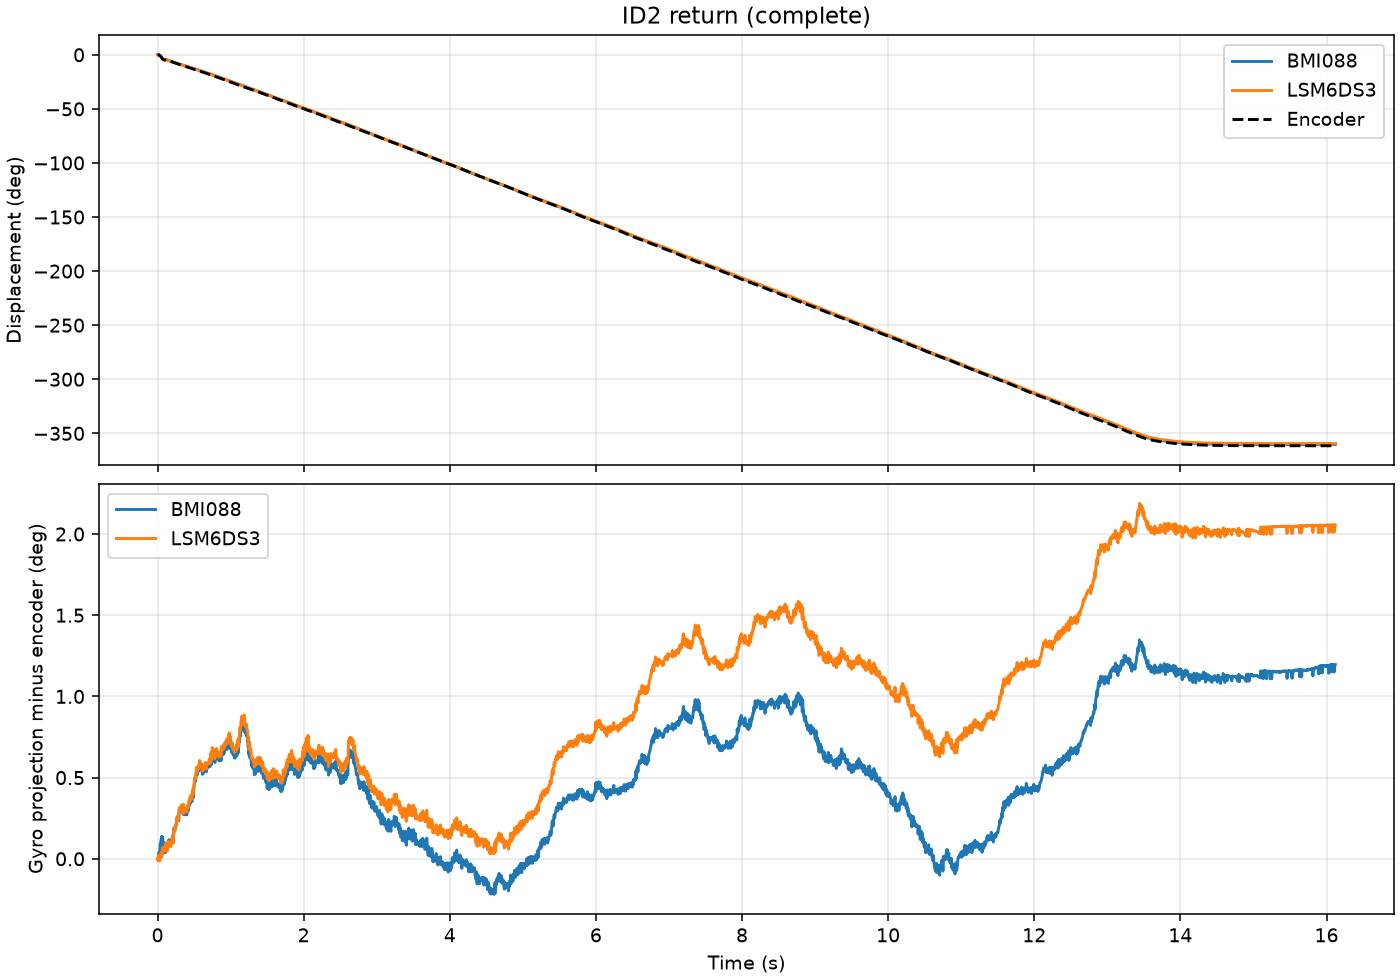 ID2 return (complete)
BMI088
LSM6DS3
Encoder
Displacement (deg)
0
−50
−100
−150
−200
−250
−300
−350
BMI088
LSM6DS3
Gyro projection minus encoder (deg)
2.0
1.5
1.0
0.5
0.0
0 2 4 6 8 10 12 14 16
Time (s)